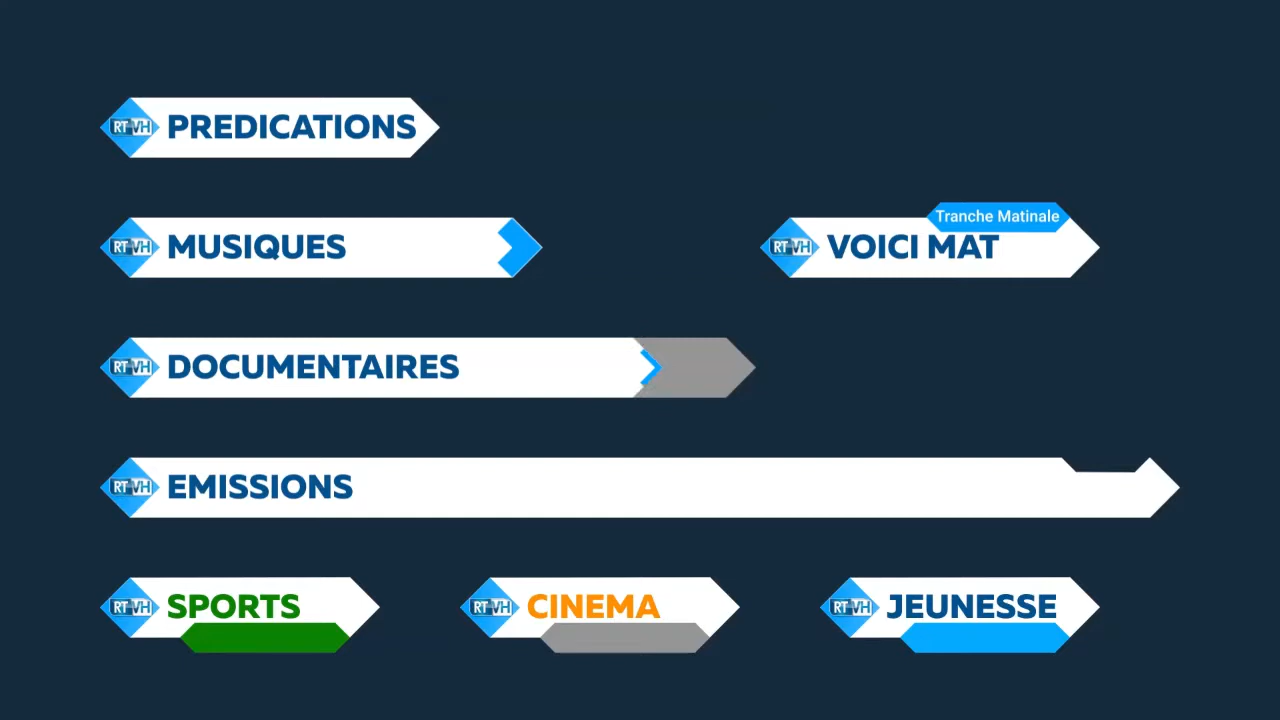 RTVH PREDICATIONS
Tranche Matinale
RTVH MUSIQUES
RTVH VOICI MAT
RTVH DOCUMENTAIRES
RTVH EMISSIONS
RTVH SPORTS
RTVH CINEMA
RTVH JEUNESSE